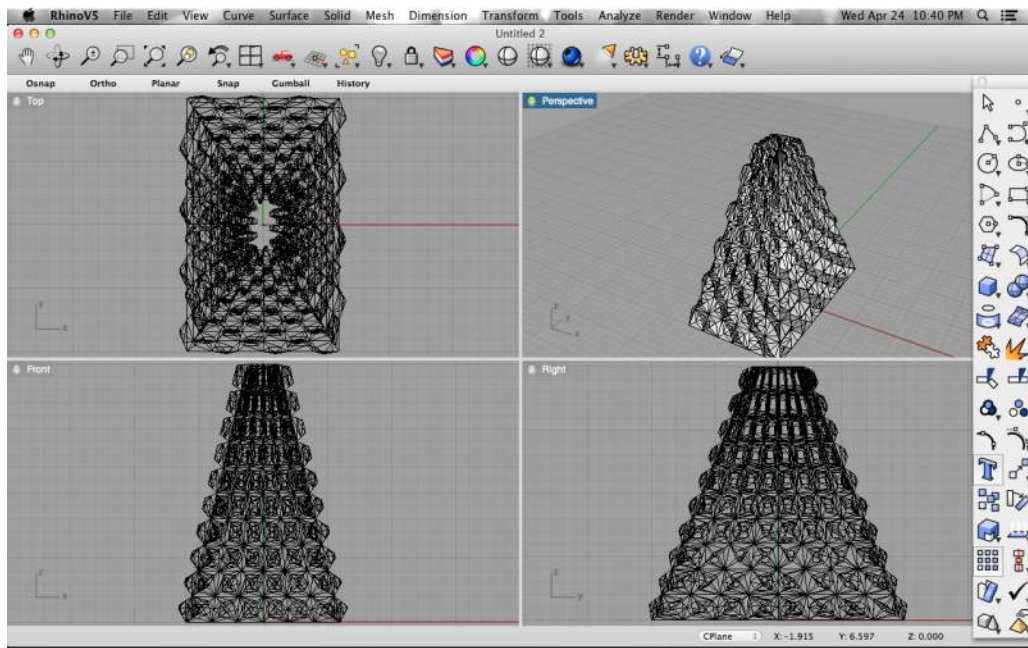 RhinoV5 File Edit View Curve Surface Solid Mesh Dimension Transform Tools Analyze Render Window Help Wed Apr 24 10:40 PM
Untitled 2
Osnap Ortho Planar Snap Gumball History
Top Perspective
y
x
z
y
x
Front Right
z
x
z
y
CPlane X: -1.915 Y: 6.597 Z: 0.000